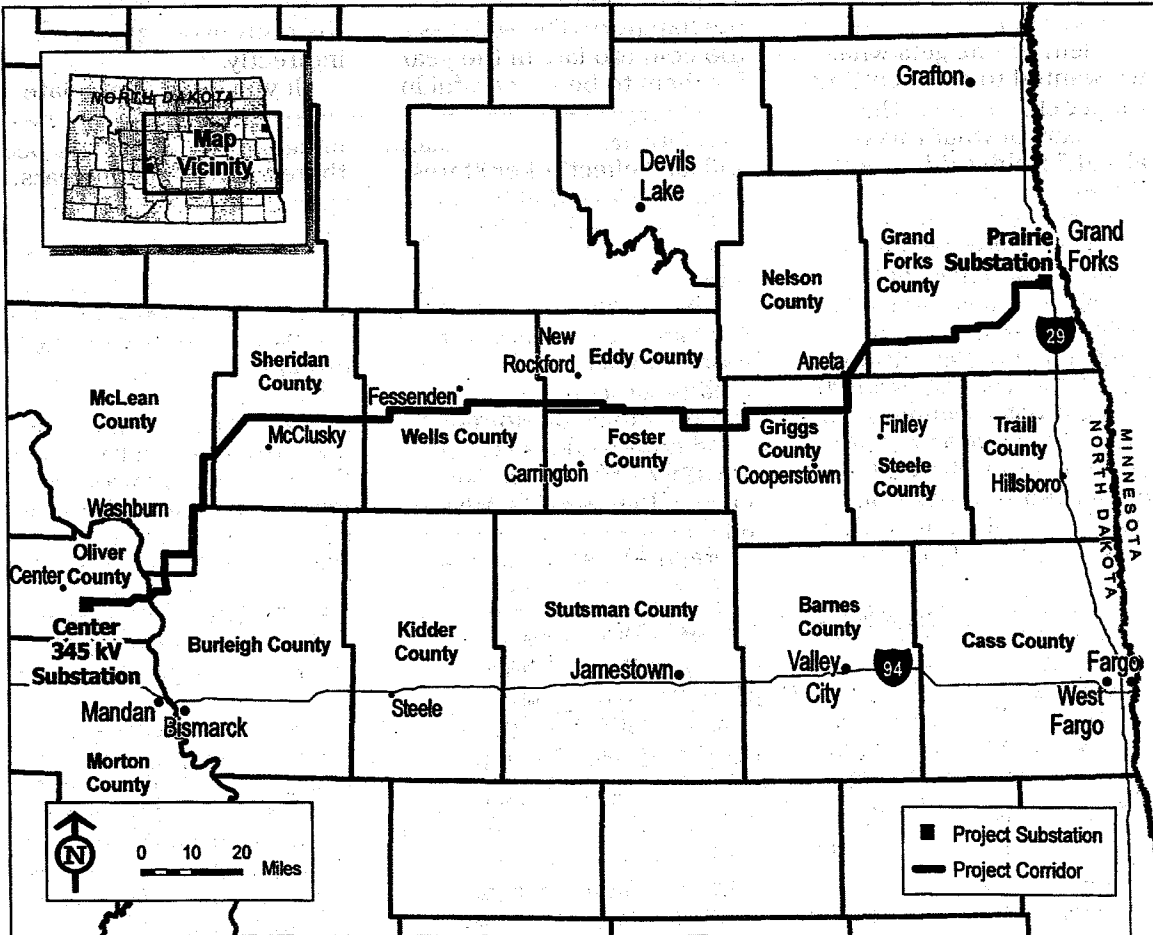 NORTH DAKOTA
Map
Vicinity
Grafton
Devils
Lake
Grand
Forks
County
Prairie
Substation
Grand
Forks
Nelson
County
29
New
Rockford
Eddy County
Aneta
Sheridan
County
McLean
County
Fessenden
McClusky
Wells County
Foster
County
Carrington
Griggs
County
Cooperstown
Finley
Steele
County
Traill
County
Hillsboro
NORTH DAKOTA
MINNESOTA
Washburn
Oliver
County
Center
Center
345 kV
Substation
Burleigh County
Kidder
County
Stutsman County
Barnes
County
Cass County
Jamestown
Valley
City
94
Fargo
West
Fargo
Mandan
Bismarck
Steele
Morton
County
N
0 10 20
Miles
Project Substation
Project Corridor